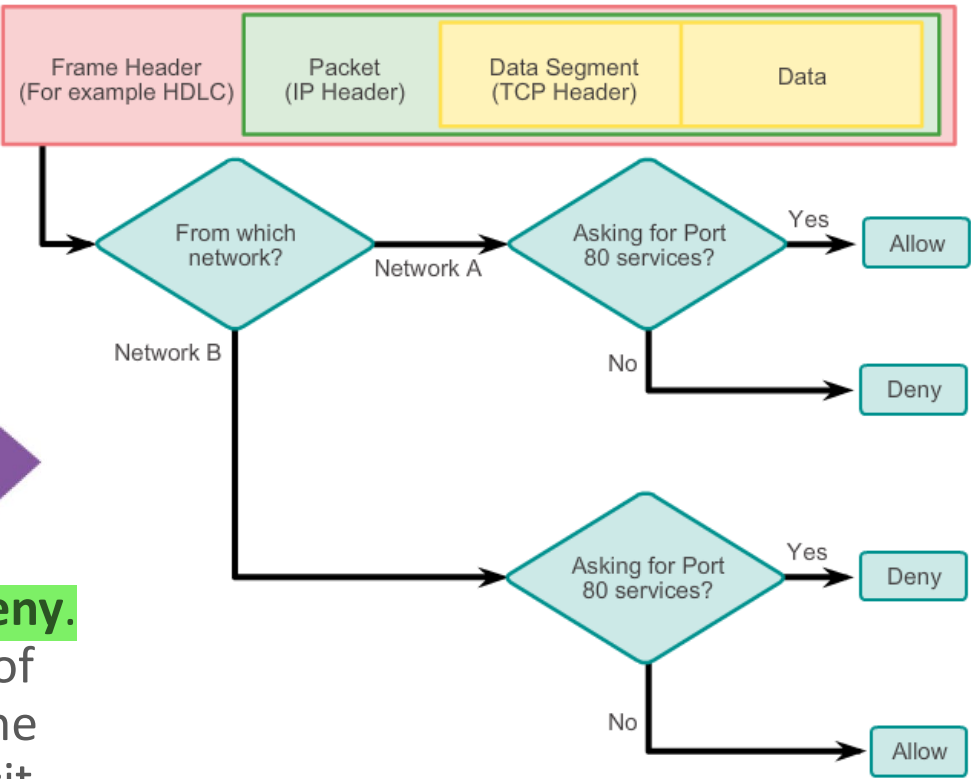 Frame Header
(For example HDLC)
Packet
(IP Header)
Data Segment
(TCP Header)
Data
From which
network?
Network A
Asking for Port
80 services?
Yes
Allow
No
Deny
Network B
Asking for Port
80 services?
Yes
Deny
No
Allow
eny.
of